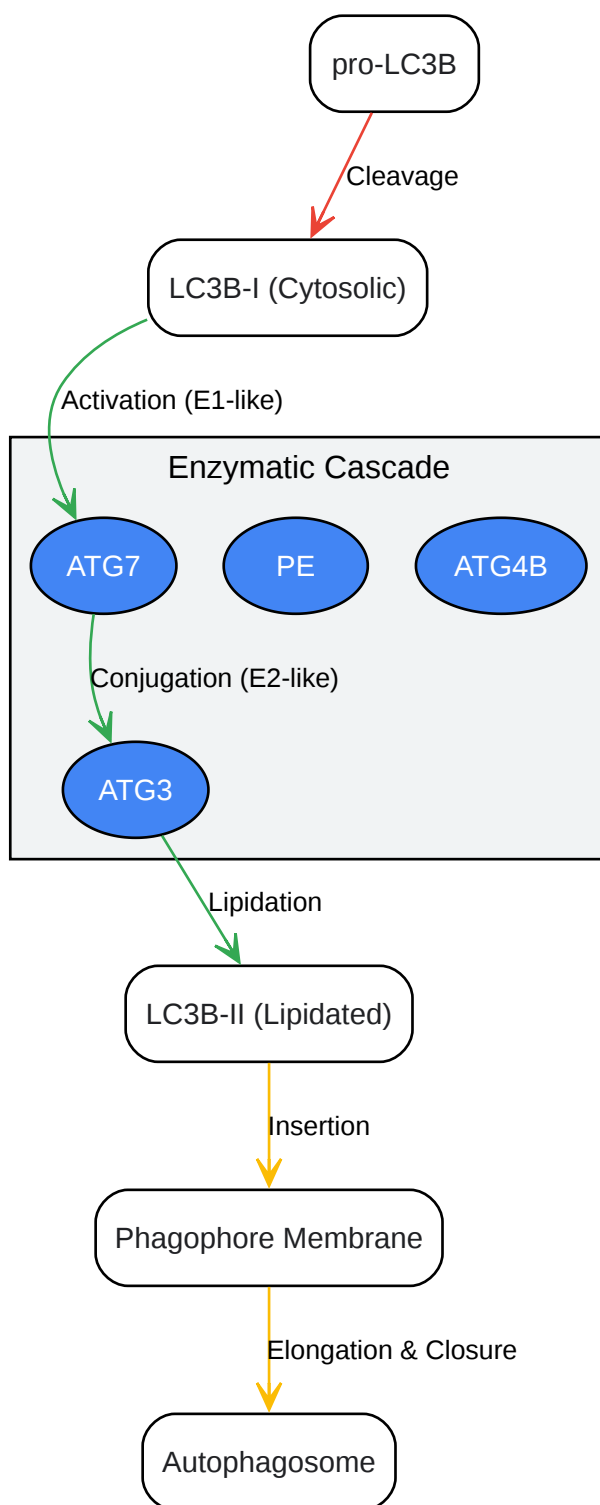 pro-LC3B
Cleavage
LC3B-I (Cytosolic)
Activation (E1-like)
Enzymatic Cascade
ATG7
PE
ATG4B
Conjugation (E2-like)
ATG3
Lipidation
LC3B-II (Lipidated)
Insertion
Phagophore Membrane
Elongation & Closure
Autophagosome